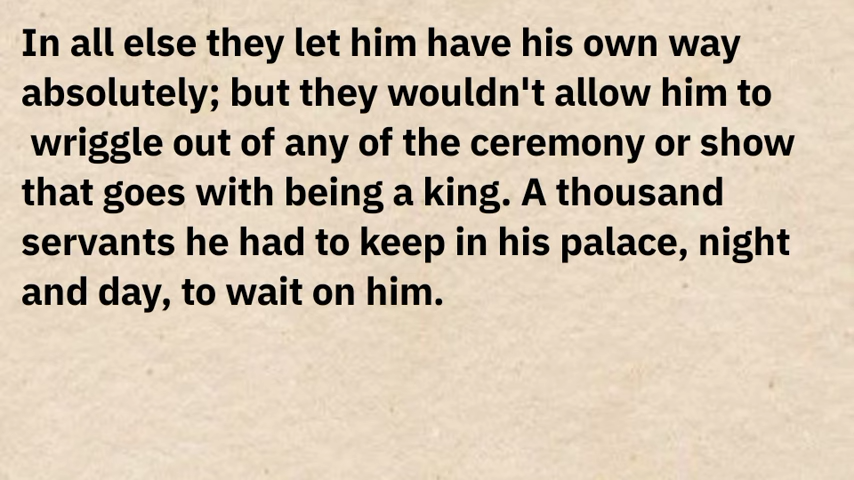 In all else they let him have his own way
absolutely; but they wouldn't allow him to
wriggle out of any of the ceremony or show
that goes with being a king. A thousand
servants he had to keep in his palace, night
and day, to wait on him.